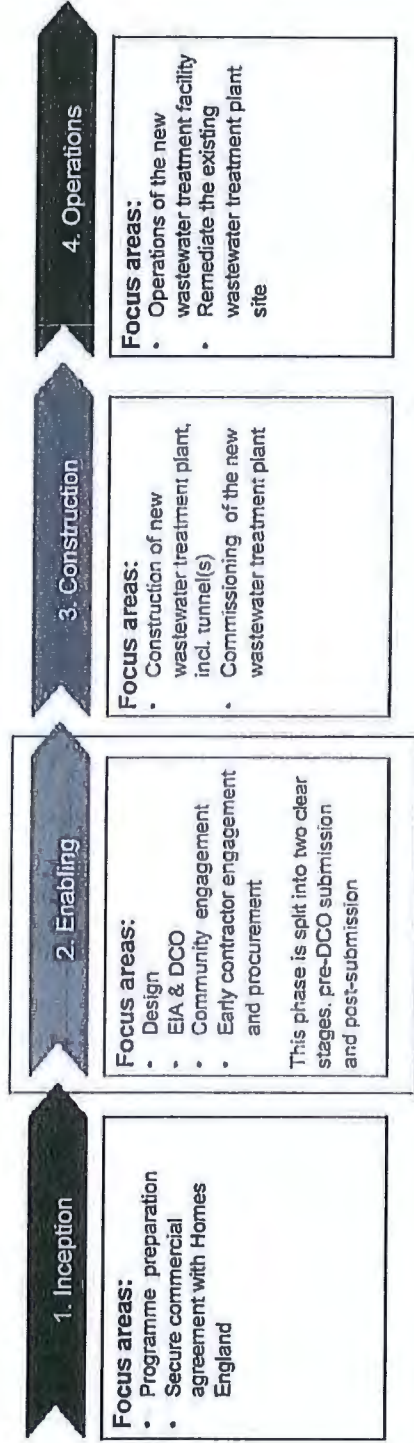 1. Inception
Focus areas:
• Programme preparation
• Secure commercial
agreement with Homes
England
2. Enabling
Focus areas:
• Design
• EIA & DCO
• Community engagement
• Early contractor engagement
and procurement
This phase is split into two clear
stages. pre-DCO submission
and post-submission
3. Construction
Focus areas:
• Construction of new
wastewater treatment plant,
incl. tunnel(s)
• Commissioning of the new
wastewater treatment plant
4. Operations
Focus areas:
• Operations of the new
wastewater treatment facility
• Remediate the existing
wastewater treatment plant
site